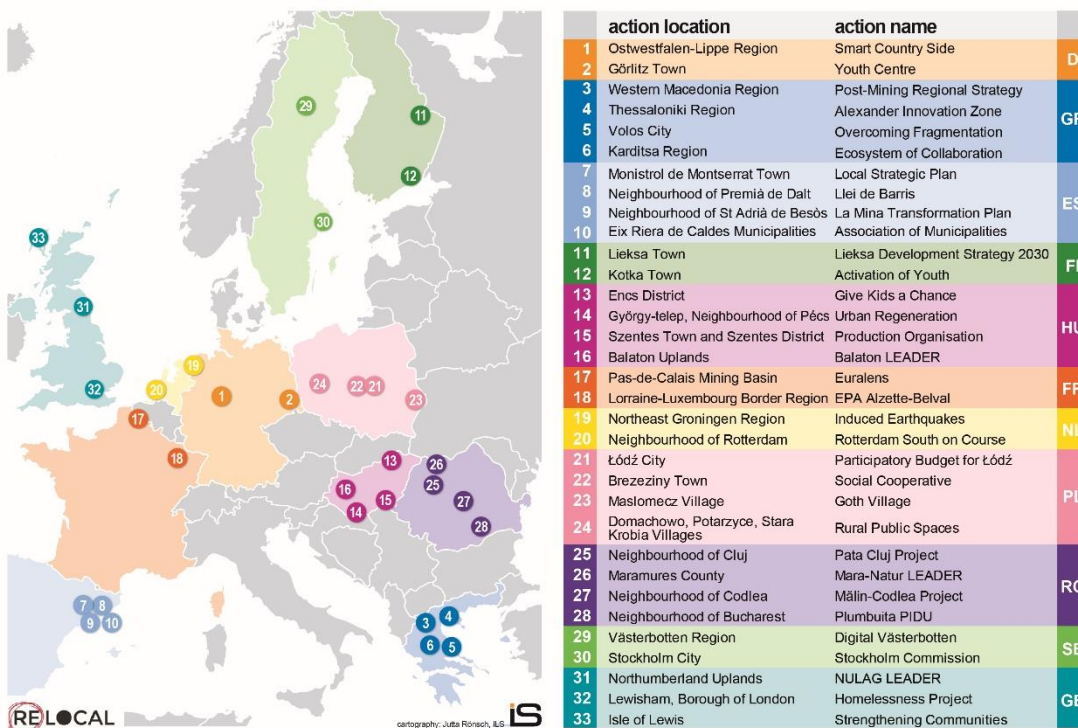 action location action name
1 Ostwestfalen-Lippe Region Smart Country Side
2 Görlitz Town Youth Centre
D
3 Western Macedonia Region Post-Mining Regional Strategy
4 Thessaloniki Region Alexander Innovation Zone
5 Volos City Overcoming Fragmentation
6 Karditsa Region Ecosystem of Collaboration
7 Monistrol de Montserrat Town Local Strategic Plan
8 Neighbourhood of Premià de Dalt Llei de Barris
9 Neighbourhood of St Adrià de Besòs La Mina Transformation Plan
10 Eix Riera de Caldes Municipalities Association of Municipalities
ES
11 Lieksa Town Lieksa Development Strategy 2030
12 Kotka Town Activation of Youth
13 Encs District Give Kids a Chance
14 György-telep, Neighbourhood of Pécs Urban Regeneration
15 Szentes Town and Szentes District Production Organisation
16 Balaton Uplands Balaton LEADER
HU
17 Pas-de-Calais Mining Basin Euralens
18 Lorraine-Luxembourg Border Region EPA Alzette-Belval
19 Northeast Groningen Region Induced Earthquakes
20 Neighbourhood of Rotterdam Rotterdam South on Course
21 Łódź City Participatory Budget for Łódź
22 Brezeziny Town Social Cooperative
23 Maslomecz Village Goth Village
24 Domachowo, Potarzyce, Stara
Krobia Villages Rural Public Spaces
25 Neighbourhood of Cluj Pata Cluj Project
26 Maramures County Mara-Natur LEADER
27 Neighbourhood of Codlea Mălin-Codlea Project
28 Neighbourhood of Bucharest Plumbuita PIDU
29 Västerbotten Region Digital Västerbotten
30 Stockholm City Stockholm Commission
SE
31 Northumberland Uplands NULAG LEADER
32 Lewisham, Borough of London Homelessness Project
33 Isle of Lewis Strengthening Communities
29
11
12
30
33
31
32
19
20
24
22
21
23
1
2
17
18
13
16
15
14
26
25
27
28
7
8
9
10
3
4
6
5
RELOCAL
cartography: Jutta Rönsch, ILS
iS